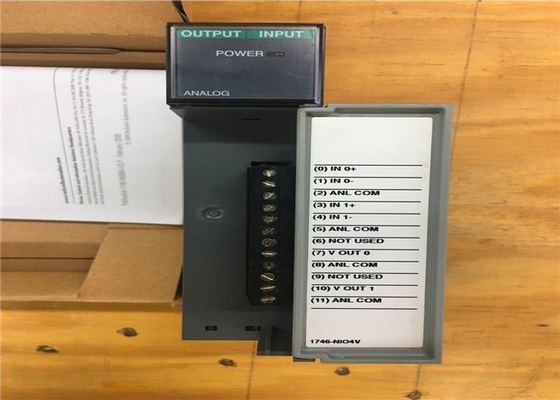 OUTPUT INPUT
POWER
ANALOG
(0) IN 0+
(1) IN 0-
(2) ANL COM
(3) IN 1+
(4) IN 1-
(5) ANL COM
(6) NOT USED
(7) V OUT 0
(8) ANL COM
(9) NOT USED
(10) V OUT 1
(11) ANL COM
1746-NIO4V